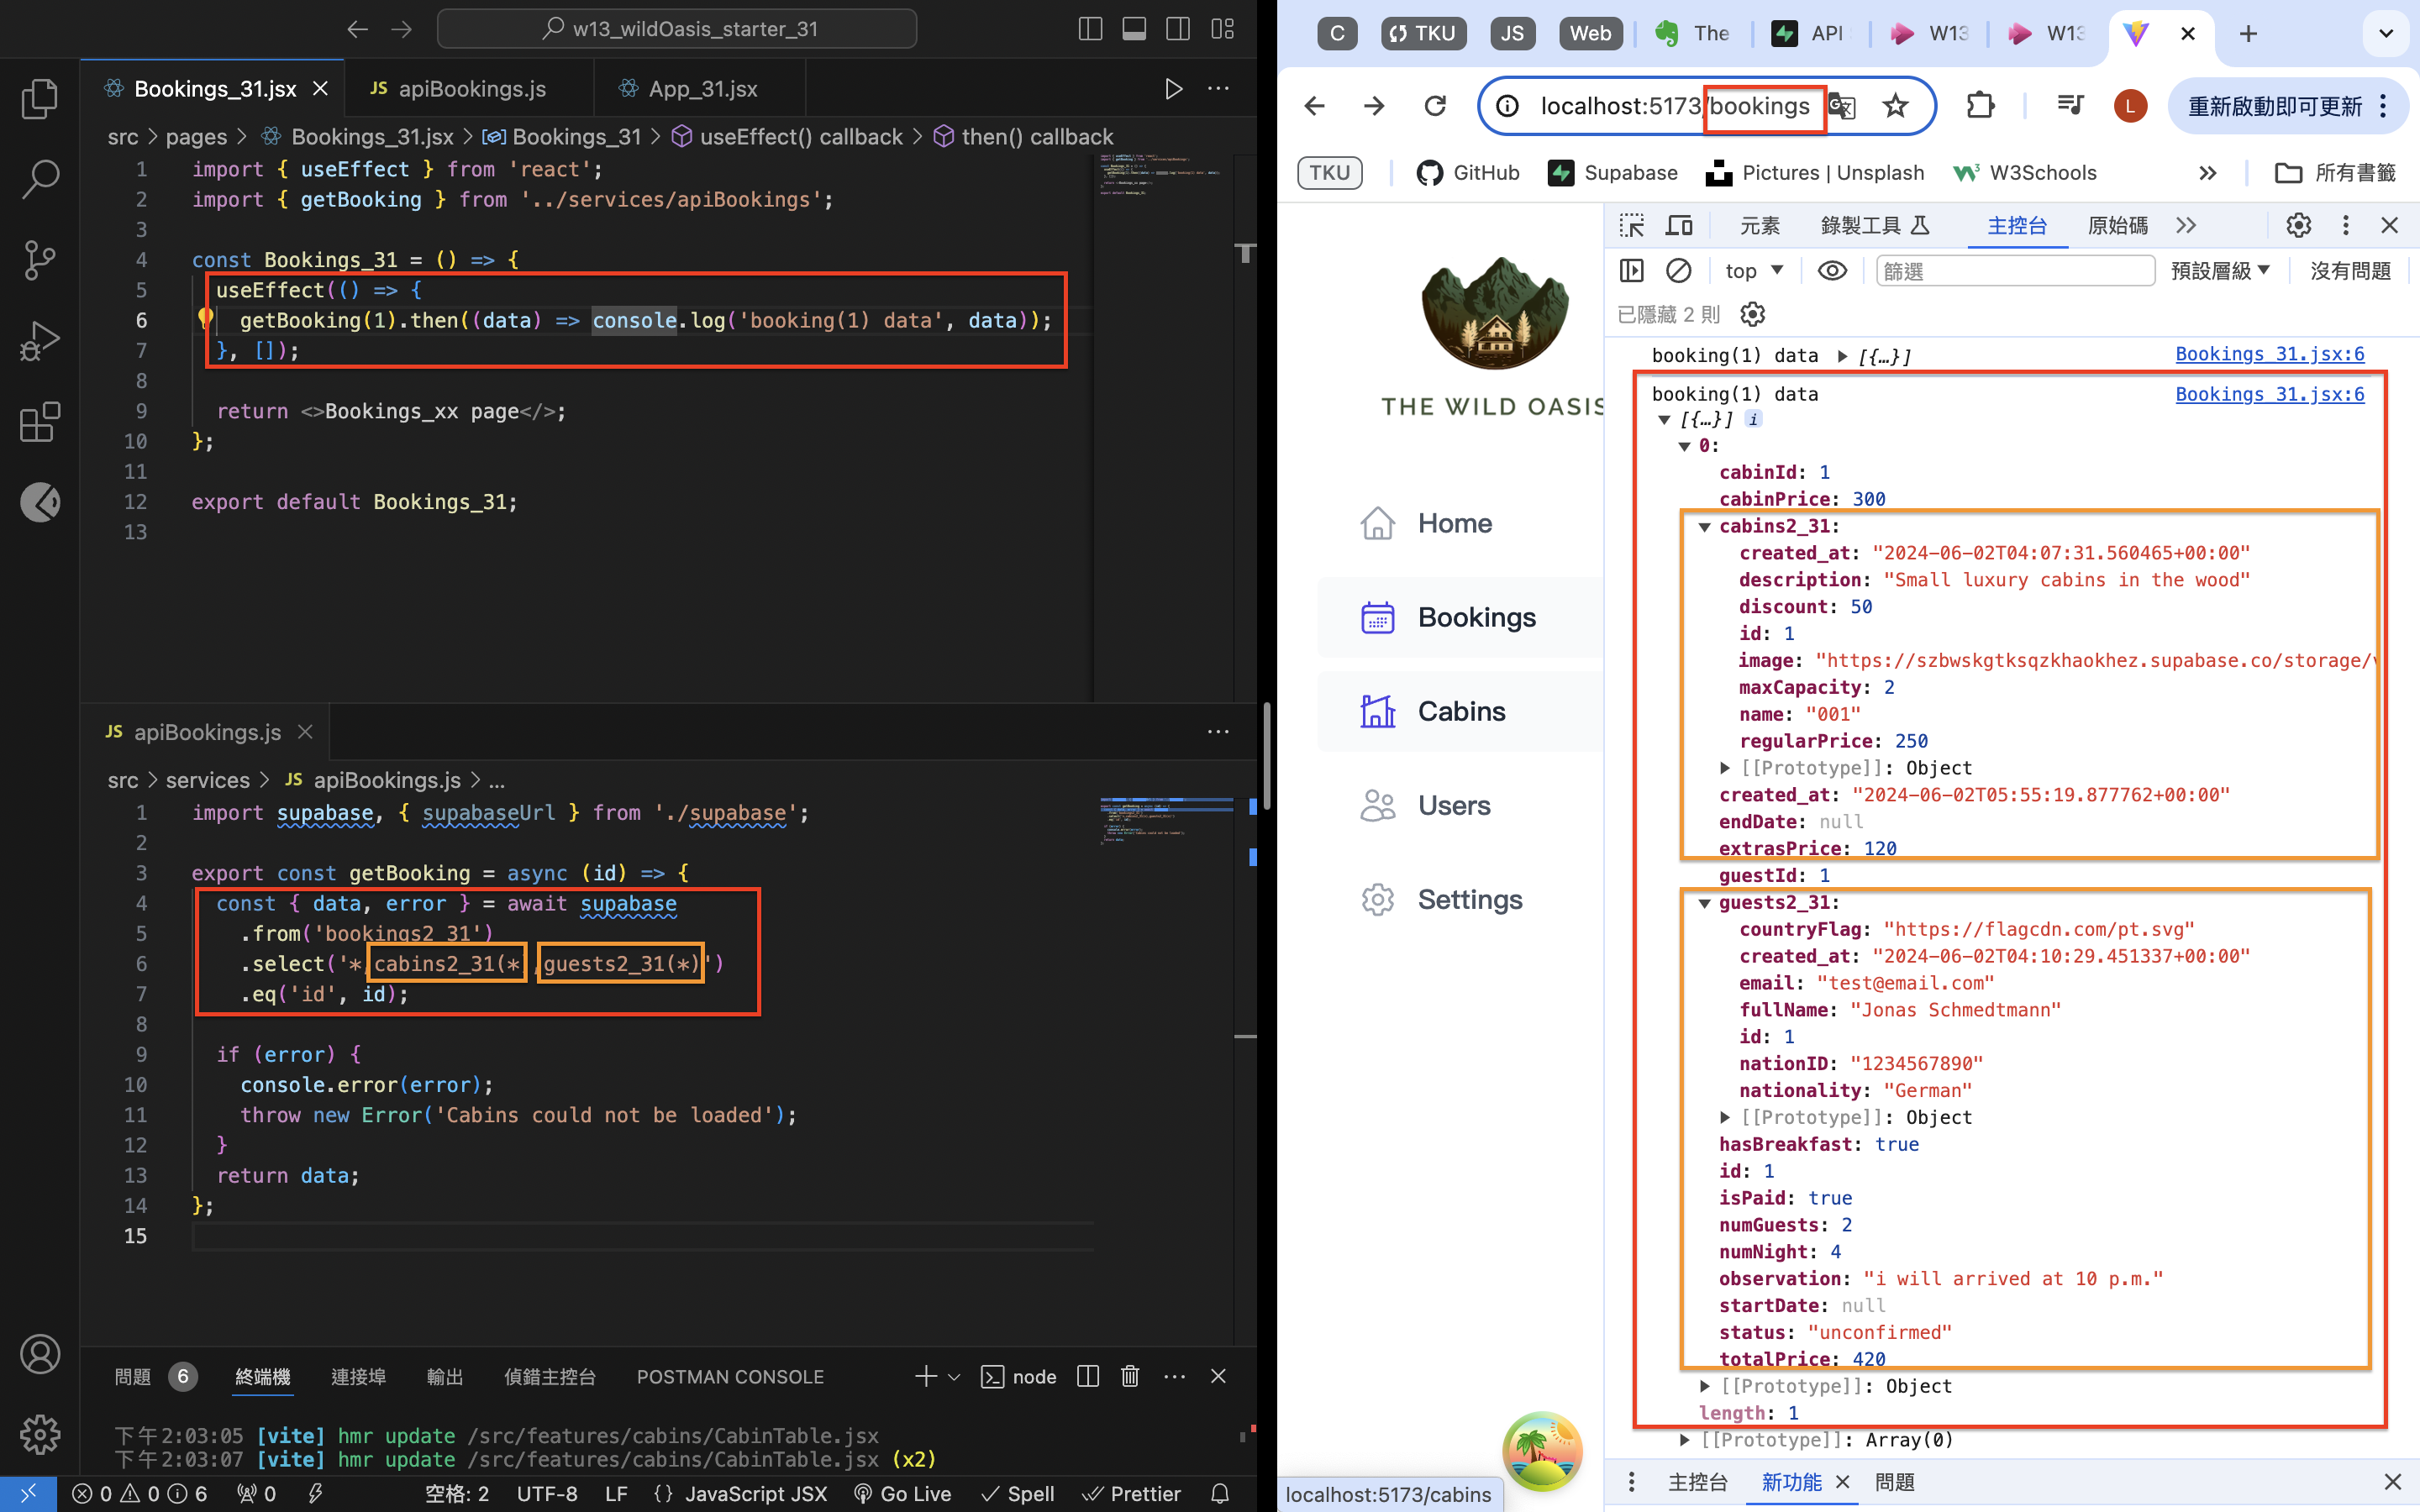 w13_wildOasis_starter_31
Bookings_31.jsx
JS apiBookings.js
App_31.jsx
src > pages > Bookings_31.jsx > Bookings_31 > useEffect() callback > then() callback
1 import { useEffect } from 'react';
2 import { getBooking } from '../services/apiBookings';
3
4 const Bookings_31 = () => {
5 useEffect(() => {
6 getBooking(1).then((data) => console.log('booking(1) data', data));
7 }, []);
8
9 return <>Bookings_xx page</>;
10 };
11
12 export default Bookings_31;
13
JS apiBookings.js
src > services > JS apiBookings.js > ...
1 import supabase, { supabaseUrl } from './supabase';
2
3 export const getBooking = async (id) => {
4 const { data, error } = await supabase
5 .from('bookings2_31')
6 .select('*,cabins2_31(*),guests2_31(*)')
7 .eq('id', id);
8
9 if (error) {
10 console.error(error);
11 throw new Error('Cabins could not be loaded');
12 }
13 return data;
14 };
15
問題 6 終端機 連接埠 輸出 偵錯主控台 POSTMAN CONSOLE node
下午2:03:05 [vite] hmr update /src/features/cabins/CabinTable.jsx
下午2:03:07 [vite] hmr update /src/features/cabins/CabinTable.jsx (x2)
0 0 6 0 空格: 2 UTF-8 LF {} JavaScript JSX Go Live Spell Prettier
C TKU JS Web The API W13 W13
localhost:5173/bookings L 重新啟動即可更新
TKU GitHub Supabase Pictures | Unsplash W3Schools 所有書籤
THE WILD OASIS
Home
Bookings
Cabins
Users
Settings
localhost:5173/cabins
元素 錄製工具 主控台 原始碼
top 篩選 預設層級 沒有問題
已隱藏 2 則
booking(1) data [{…}] Bookings_31.jsx:6
booking(1) data Bookings_31.jsx:6
[{…}] i
0:
cabinId: 1
cabinPrice: 300
cabins2_31:
created_at: "2024-06-02T04:07:31.560465+00:00"
description: "Small luxury cabins in the wood"
discount: 50
id: 1
image: "https://szbwskgtksqzkhaokhez.supabase.co/storage/v
maxCapacity: 2
name: "001"
regularPrice: 250
[[Prototype]]: Object
created_at: "2024-06-02T05:55:19.877762+00:00"
endDate: null
extrasPrice: 120
guestId: 1
guests2_31:
countryFlag: "https://flagcdn.com/pt.svg"
created_at: "2024-06-02T04:10:29.451337+00:00"
email: "test@email.com"
fullName: "Jonas Schmedtmann"
id: 1
nationID: "1234567890"
nationality: "German"
[[Prototype]]: Object
hasBreakfast: true
id: 1
isPaid: true
numGuests: 2
numNight: 4
observation: "i will arrived at 10 p.m."
startDate: null
status: "unconfirmed"
totalPrice: 420
[[Prototype]]: Object
length: 1
[[Prototype]]: Array(0)
主控台 新功能 問題